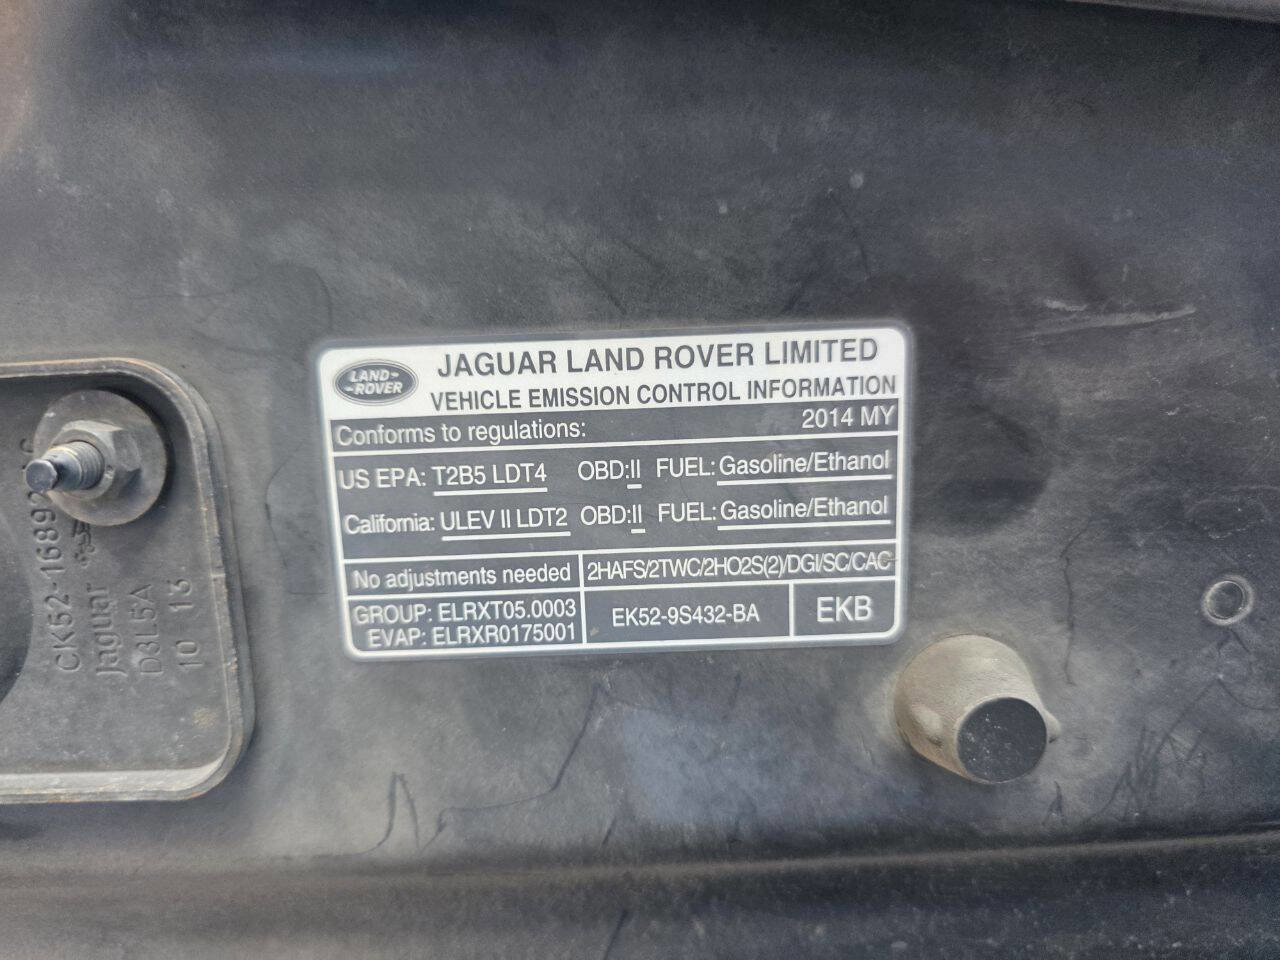 LAND-
-ROVER
JAGUAR LAND ROVER LIMITED
VEHICLE EMISSION CONTROL INFORMATION
Conforms to regulations: 2014 MY
US EPA: T2B5 LDT4 OBD:II FUEL: Gasoline/Ethanol
California: ULEV II LDT2 OBD:II FUEL: Gasoline/Ethanol
No adjustments needed 2HAFS/2TWC/2HO2S(2)/DGI/SC/CAC
GROUP: ELRXT05.0003
EVAP: ELRXR0175001
EK52-9S432-BA EKB
Jaguar
D3L5A
10 13